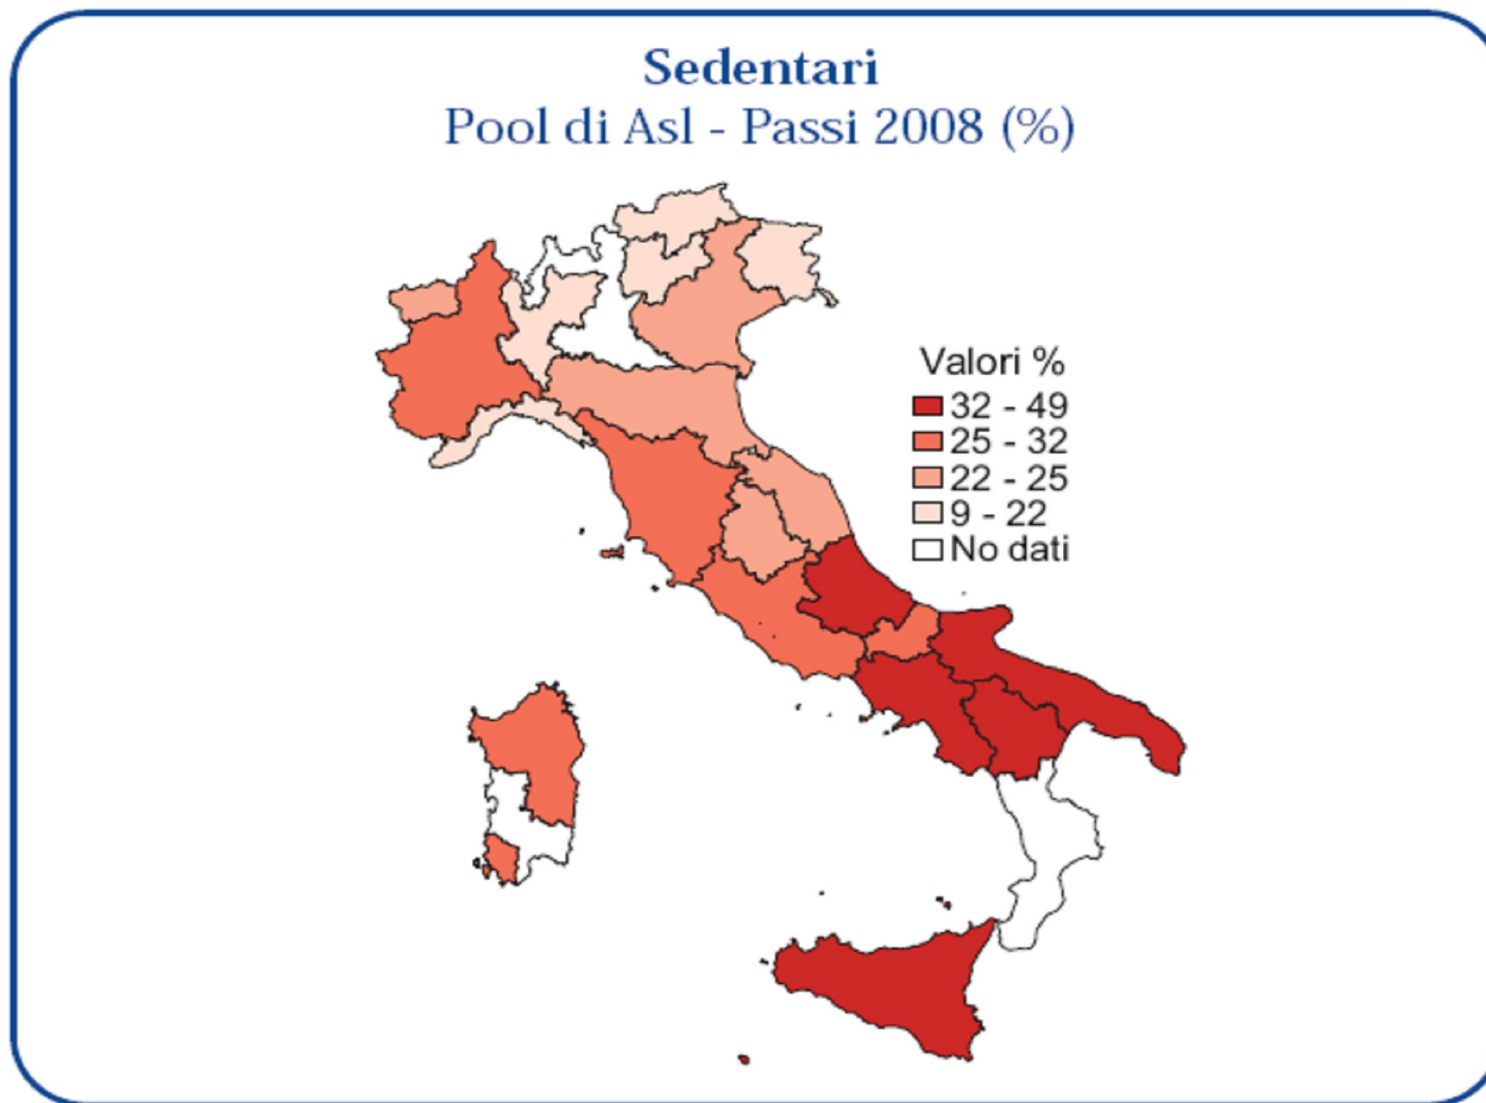 Sedentari
Pool di Asl - Passi 2008 (%)
Valori %
32 - 49
25 - 32
22 - 25
9 - 22
No dati